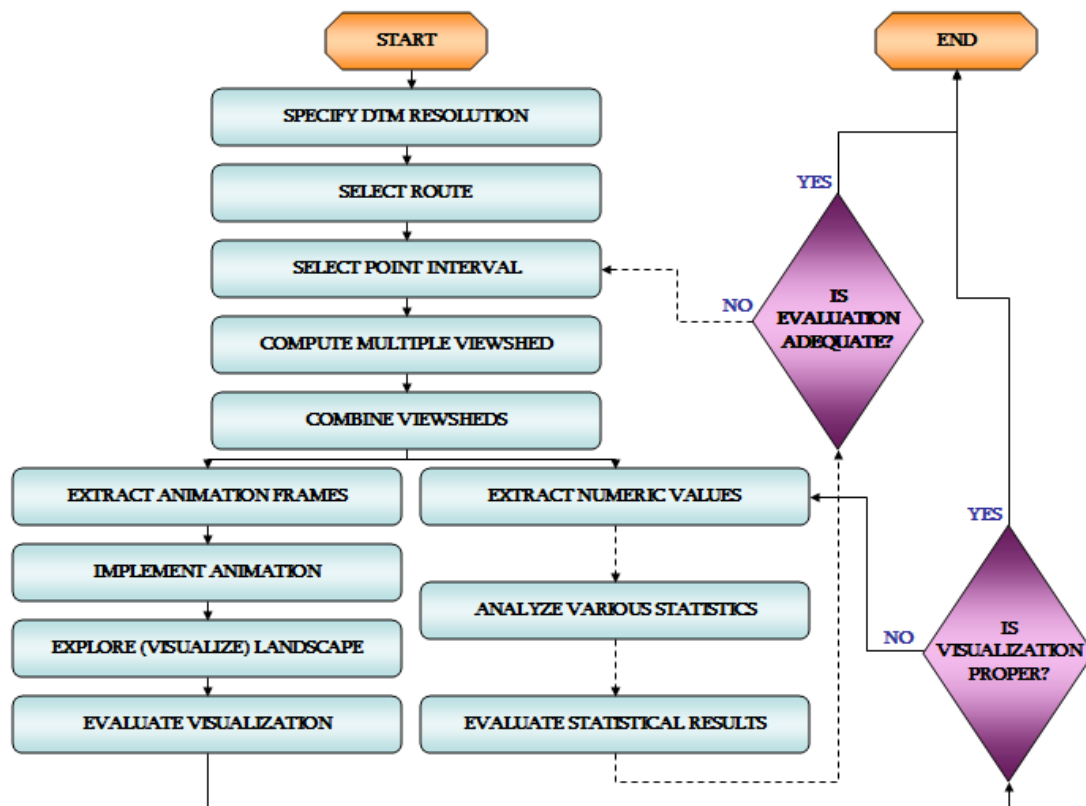 START
END
SPECIFY DTM RESOLUTION
SELECT ROUTE
YES
SELECT POINT INTERVAL
NO
IS
EVALUATION
ADEQUATE?
COMPUTE MULTIPLE VIEWSHED
COMBINE VIEWSHEDS
EXTRACT ANIMATION FRAMES
EXTRACT NUMERIC VALUES
YES
IMPLEMENT ANIMATION
ANALYZE VARIOUS STATISTICS
EXPLORE (VISUALIZE) LANDSCAPE
NO
IS
VISUALIZATION
PROPER?
EVALUATE VISUALIZATION
EVALUATE STATISTICAL RESULTS